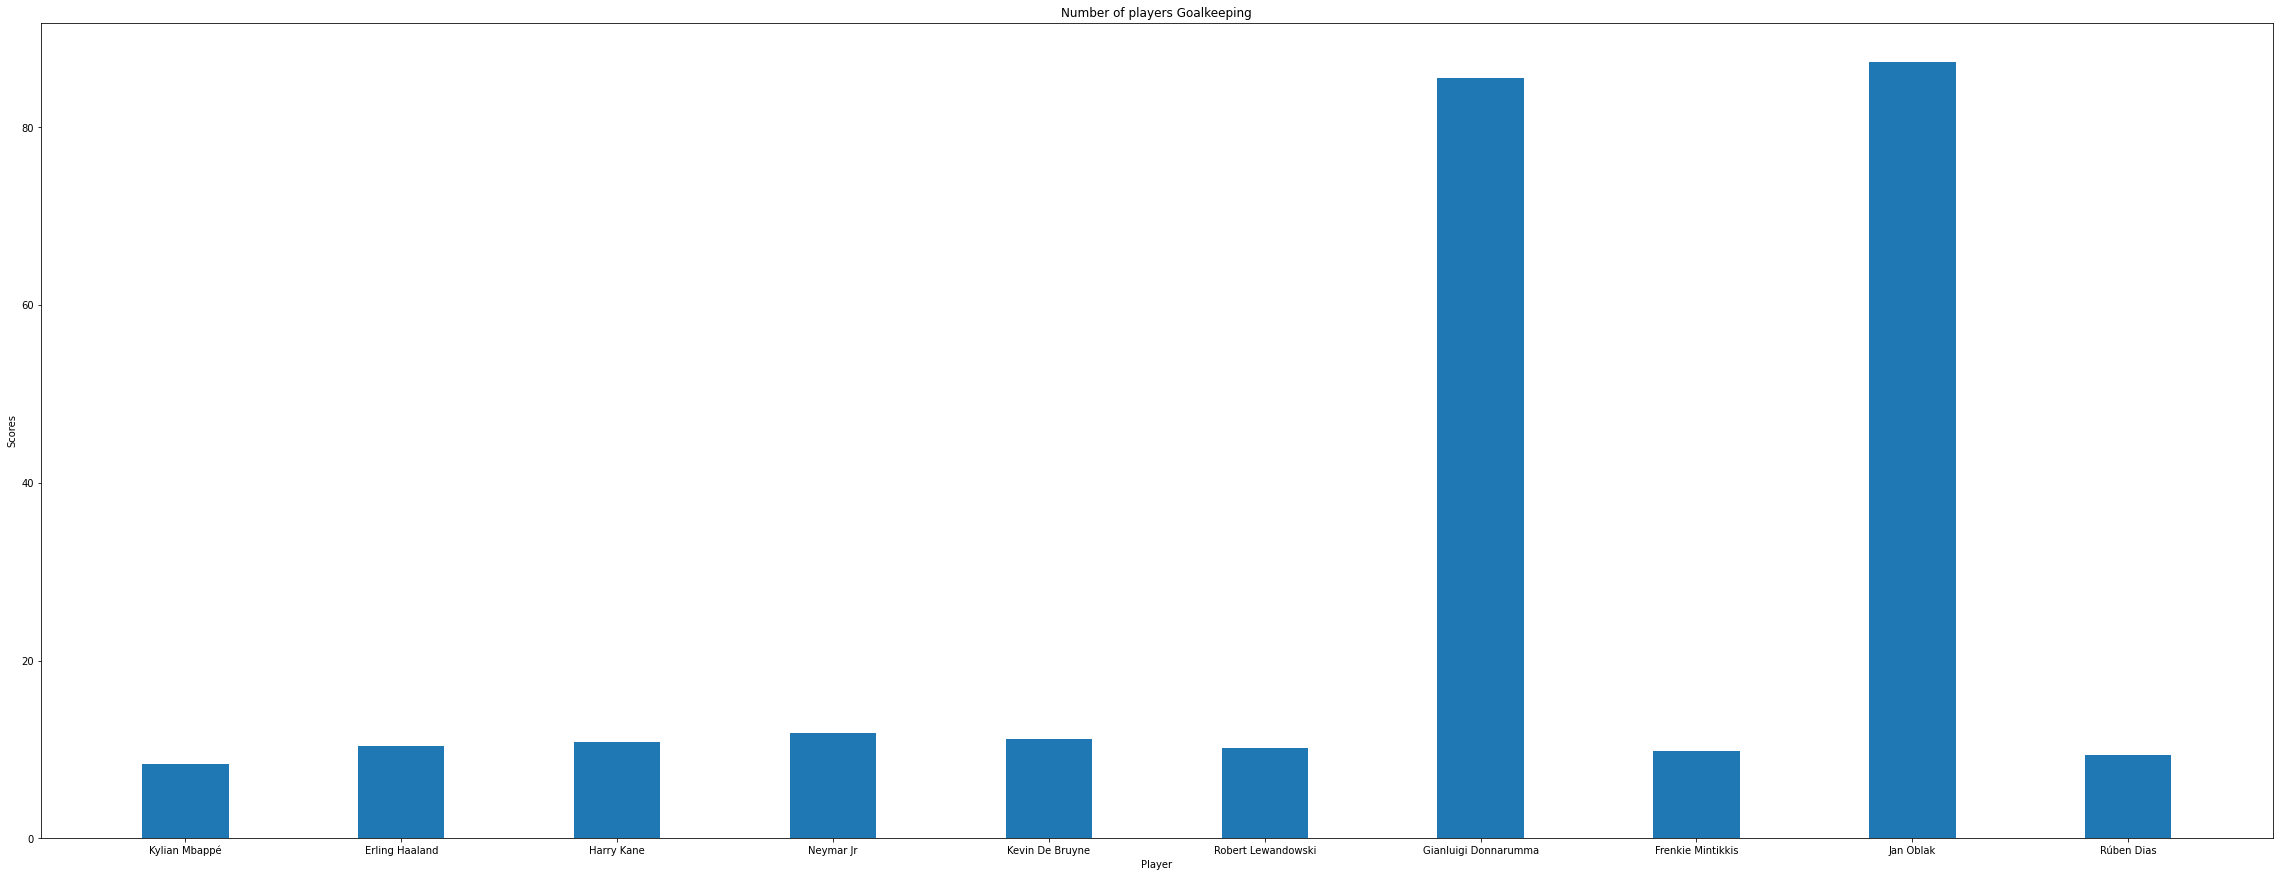 Number of players Goalkeeping
Scores
80
60
40
20
0
Kylian Mbappé
Erling Haaland
Harry Kane
Neymar Jr
Kevin De Bruyne
Robert Lewandowski
Gianluigi Donnarumma
Frenkie Mintikkis
Jan Oblak
Rúben Dias
Player